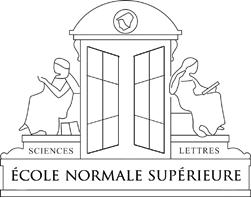 SCIENCES LETTRES
ÉCOLE NORMALE SUPÉRIEURE